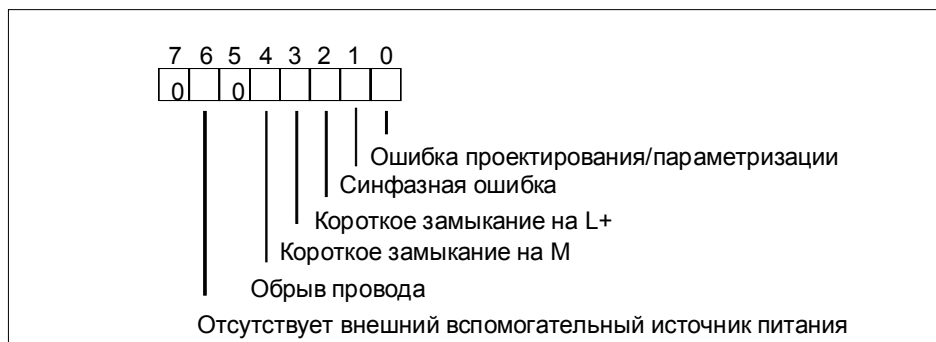 7 6 5 4 3 2 1 0
0 0
Ошибка проектирования/параметризации
Синфазная ошибка
Короткое замыкание на L+
Короткое замыкание на M
Обрыв провода
Отсутствует внешний вспомогательный источник питания